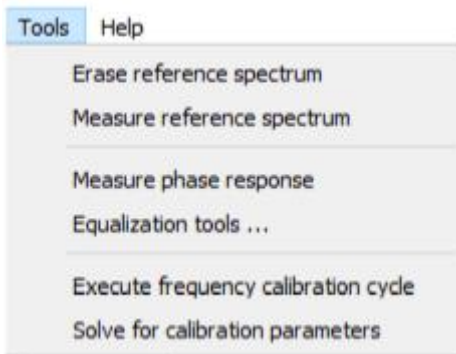 Tools Help
Erase reference spectrum
Measure reference spectrum
Measure phase response
Equalization tools ...
Execute frequency calibration cycle
Solve for calibration parameters